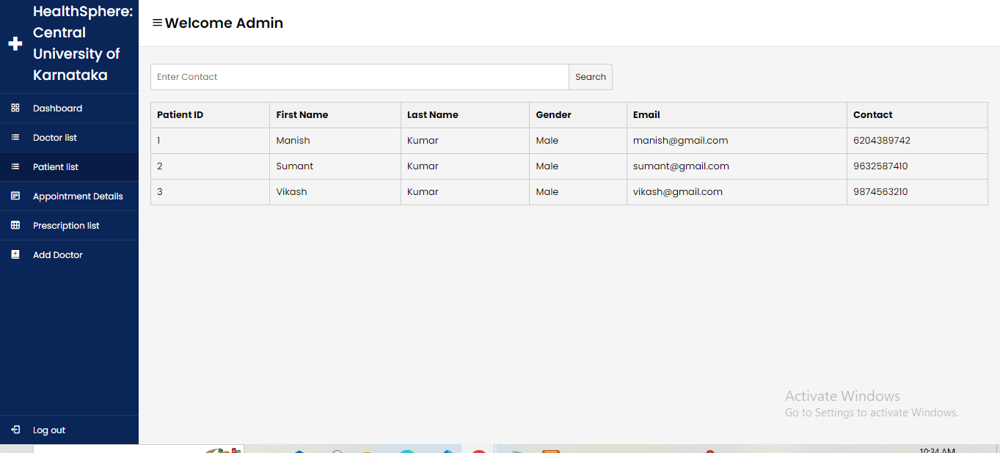 HealthSphere:
Central
University of
Karnataka
Dashboard
Doctor list
Patient list
Appointment Details
Prescription list
Add Doctor
Log out
Welcome Admin
Enter Contact Search
Patient ID First Name Last Name Gender Email Contact
1 Manish Kumar Male manish@gmail.com 6204389742
2 Sumant Kumar Male sumant@gmail.com 9632587410
3 Vikash Kumar Male vikash@gmail.com 9874563210
Activate Windows
Go to Settings to activate Windows.
10:34 AM